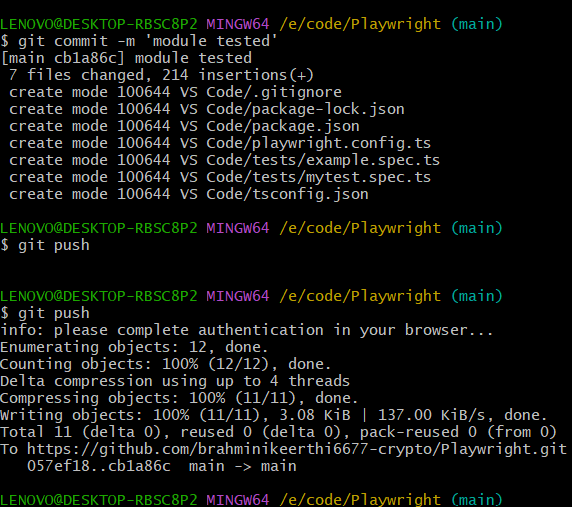 LENOVO@DESKTOP-RBSC8P2 MINGW64 /e/code/Playwright (main)
$ git commit -m 'module tested'
[main cb1a86c] module tested
 7 files changed, 214 insertions(+)
 create mode 100644 VS Code/.gitignore
 create mode 100644 VS Code/package-lock.json
 create mode 100644 VS Code/package.json
 create mode 100644 VS Code/playwright.config.ts
 create mode 100644 VS Code/tests/example.spec.ts
 create mode 100644 VS Code/tests/mytest.spec.ts
 create mode 100644 VS Code/tsconfig.json
LENOVO@DESKTOP-RBSC8P2 MINGW64 /e/code/Playwright (main)
$ git push
LENOVO@DESKTOP-RBSC8P2 MINGW64 /e/code/Playwright (main)
$ git push
info: please complete authentication in your browser...
Enumerating objects: 12, done.
Counting objects: 100% (12/12), done.
Delta compression using up to 4 threads
Compressing objects: 100% (11/11), done.
Writing objects: 100% (11/11), 3.08 KiB | 137.00 KiB/s, done.
Total 11 (delta 0), reused 0 (delta 0), pack-reused 0 (from 0)
To https://github.com/brahminikeerthi6677-crypto/Playwright.git
   057ef18..cb1a86c  main -> main
LENOVO@DESKTOP-RBSC8P2 MINGW64 /e/code/Playwright (main)